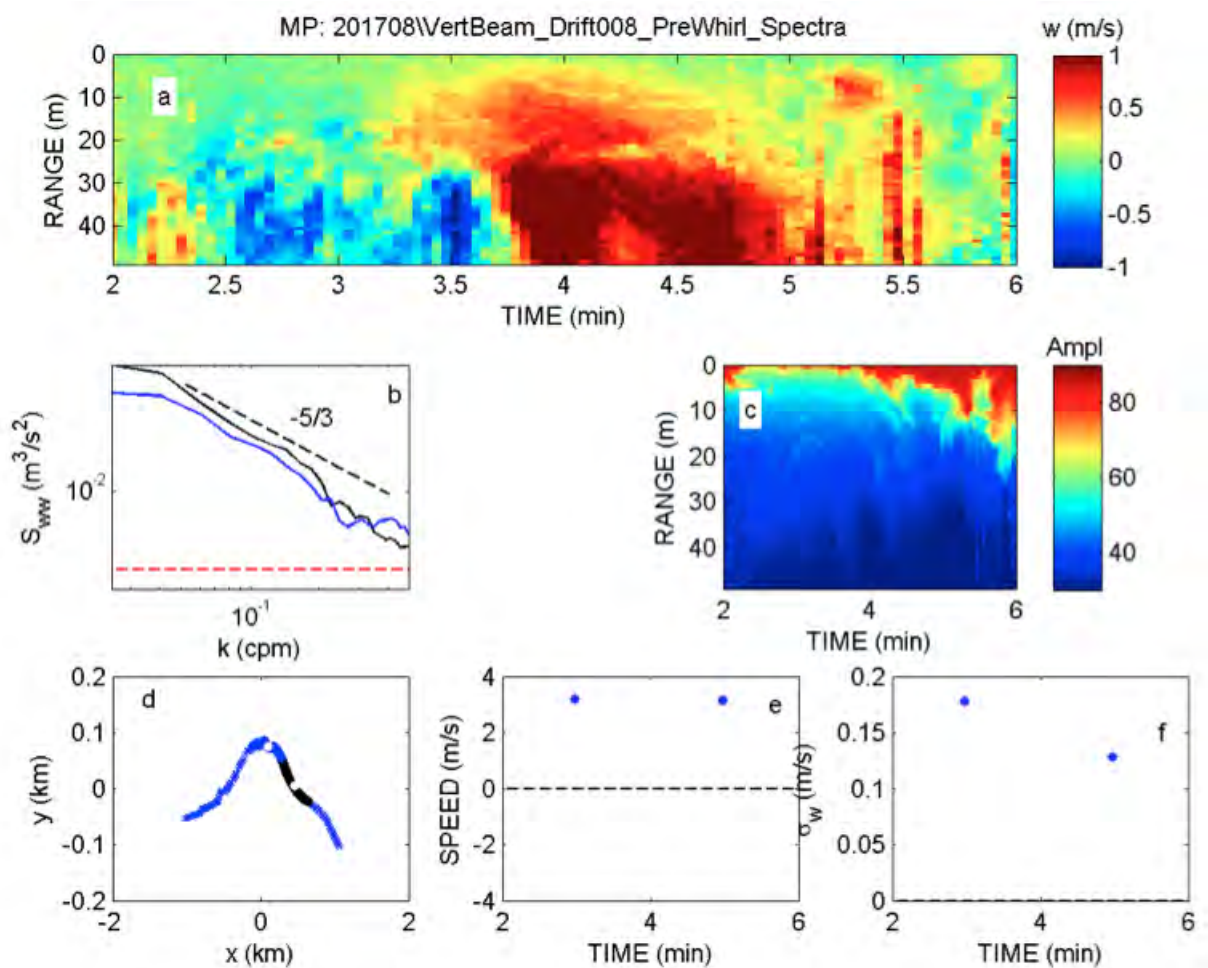 MP: 201708\VertBeam_Drift008_PreWhirl_Spectra
w (m/s)
a
RANGE (m)
0
10
20
30
40
2 2.5 3 3.5 4 4.5 5 5.5 6
TIME (min)
1
0.5
0
-0.5
-1
b
-5/3
S_ww (m³/s²)
10⁻²
10⁻¹
k (cpm)
Ampl
c
RANGE (m)
0
10
20
30
40
2 4 6
TIME (min)
80
60
40
d
y (km)
0.2
0.1
0
-0.1
-0.2
-2 0 2
x (km)
e
SPEED (m/s)
4
2
0
-2
-4
2 4 6
TIME (min)
f
σ_w (m/s)
0.2
0.15
0.1
0.05
0
2 4 6
TIME (min)